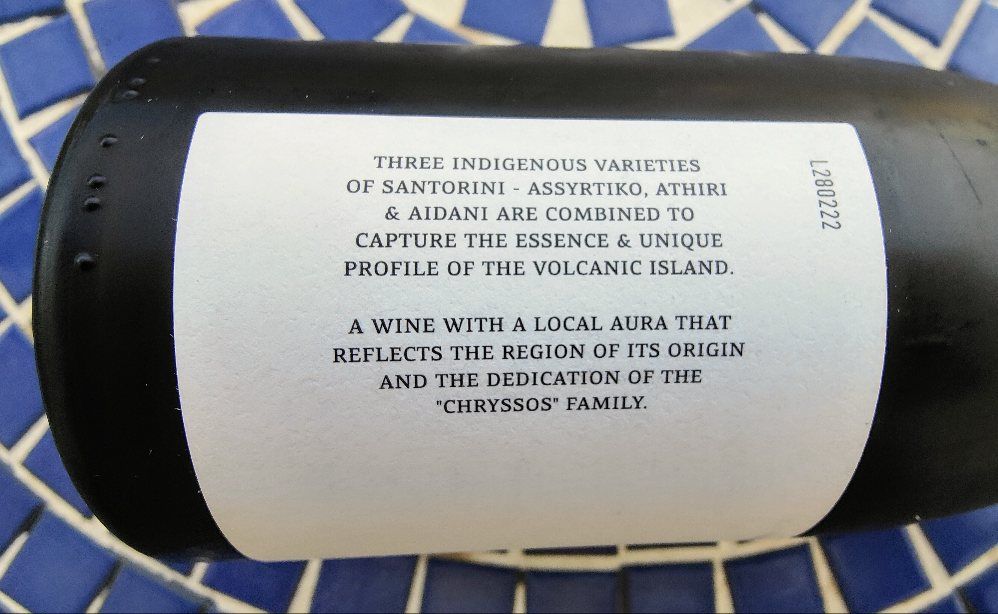 THREE INDIGENOUS VARIETIES
OF SANTORINI - ASSYRTIKO, ATHIRI
& AIDANI ARE COMBINED TO
CAPTURE THE ESSENCE & UNIQUE
PROFILE OF THE VOLCANIC ISLAND.
A WINE WITH A LOCAL AURA THAT
REFLECTS THE REGION OF ITS ORIGIN
AND THE DEDICATION OF THE
"CHRYSSOS" FAMILY.
L280222